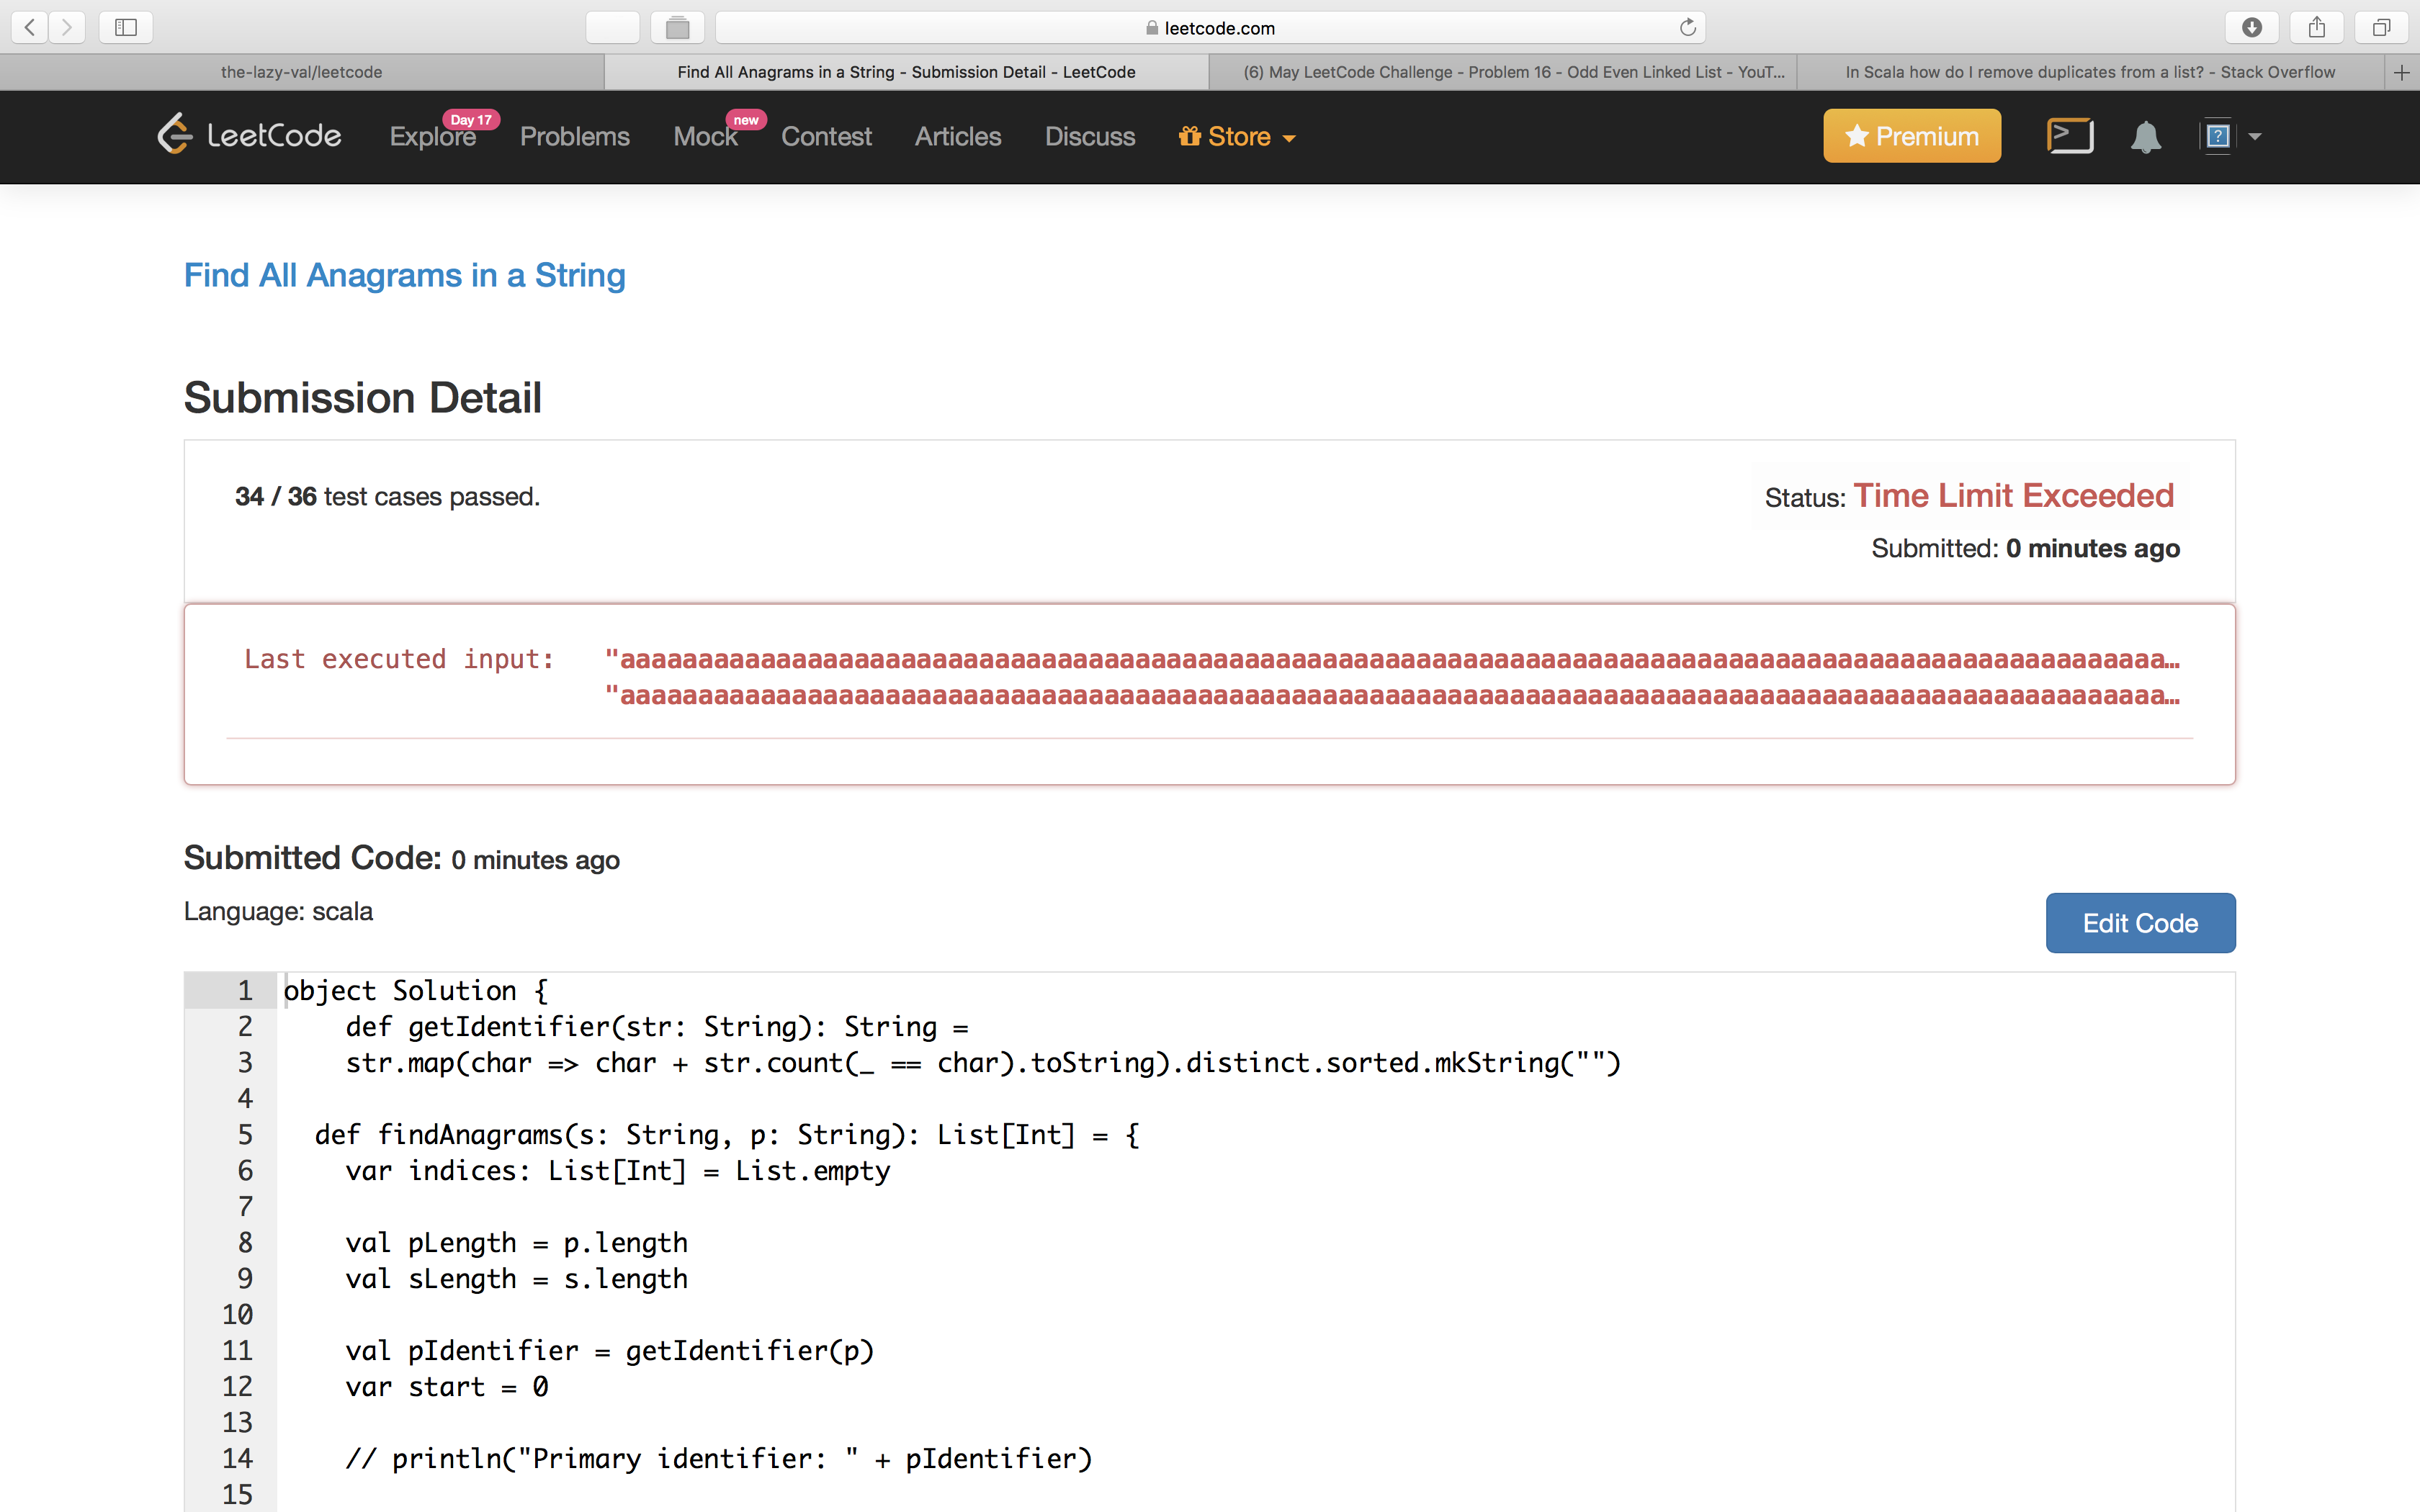 leetcode.com
the-lazy-val/leetcode
Find All Anagrams in a String - Submission Detail - LeetCode
(6) May LeetCode Challenge - Problem 16 - Odd Even Linked List - YouT...
In Scala how do I remove duplicates from a list? - Stack Overflow
LeetCode
Explore
Day 17
Problems
Mock
new
Contest
Articles
Discuss
Store
Premium
Find All Anagrams in a String
Submission Detail
34 / 36 test cases passed.
Status: Time Limit Exceeded
Submitted: 0 minutes ago
Last executed input:
Submitted Code: 0 minutes ago
Language: scala
Edit Code
1 object Solution {
2 def getIdentifier(str: String): String =
3 str.map(char => char + str.count(_ == char).toString).distinct.sorted.mkString("")
4
5 def findAnagrams(s: String, p: String): List[Int] = {
6 var indices: List[Int] = List.empty
7
8 val pLength = p.length
9 val sLength = s.length
10
11 val pIdentifier = getIdentifier(p)
12 var start = 0
13
14 // println("Primary identifier: " + pIdentifier)
15